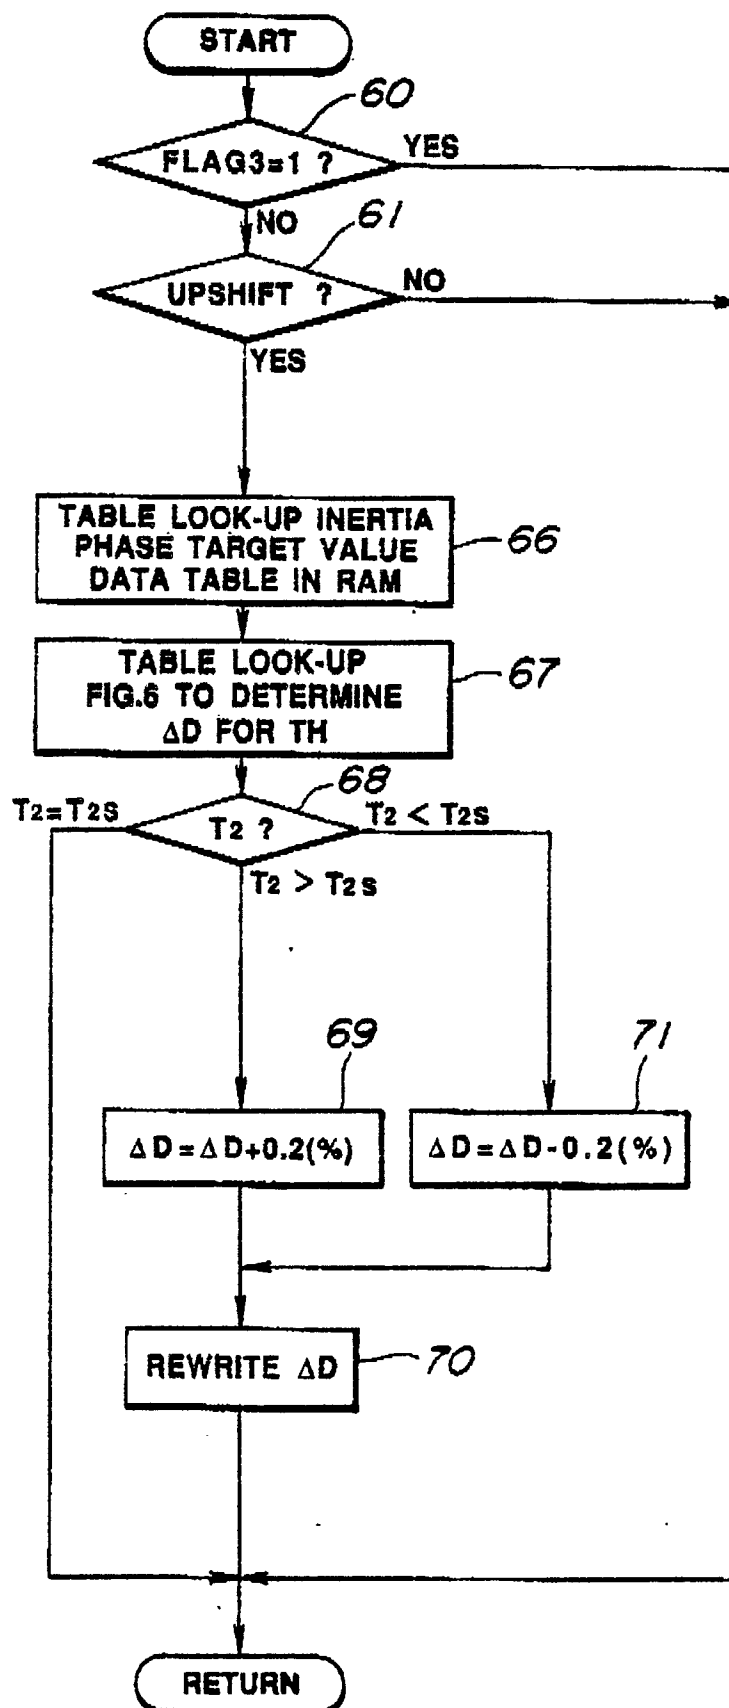 START
60
FLAG3=1 ?
YES
NO
61
UPSHIFT ?
NO
YES
TABLE LOOK-UP INERTIA
PHASE TARGET VALUE
DATA TABLE IN RAM
66
TABLE LOOK-UP
FIG.6 TO DETERMINE
ΔD FOR TH
67
68
T2=T2S
T2 ?
T2 < T2S
T2 > T2S
69
71
ΔD=ΔD+0.2(%)
ΔD=ΔD-0.2(%)
REWRITE ΔD
70
RETURN